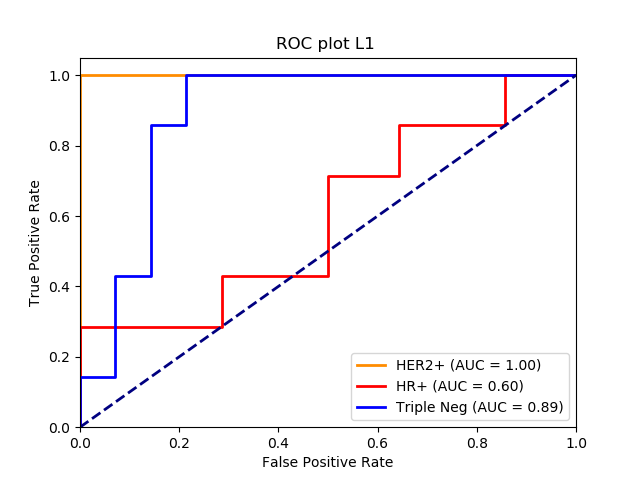 ROC plot L1
True Positive Rate
1.0
0.8
0.6
0.4
0.2
0.0
HER2+ (AUC = 1.00)
HR+ (AUC = 0.60)
Triple Neg (AUC = 0.89)
0.0 0.2 0.4 0.6 0.8 1.0
False Positive Rate